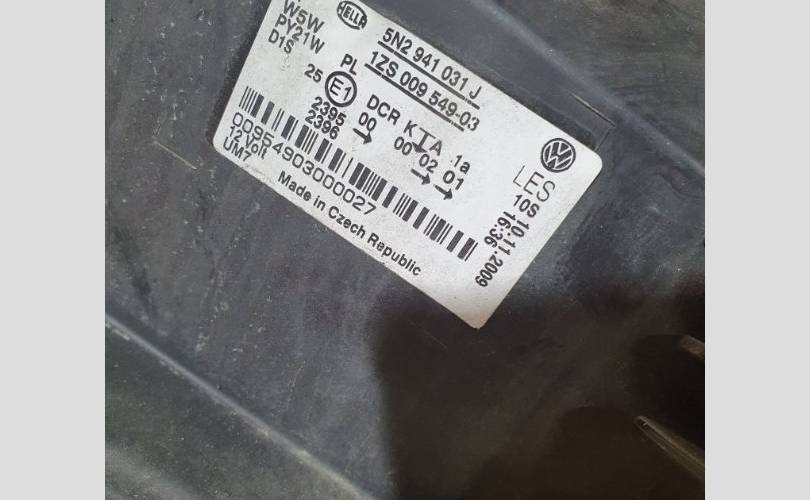 W5W
PY21W
D1S
HELLA
5N2 941 031 J
1ZS 009 549-03
PL
25
E1
DCR KTA .1a
2395 00 00 02 01
2396
00954903000027
12 Volt
UM7
Made in Czech Republic
VW
LES
10S 10.11.2009
16:36